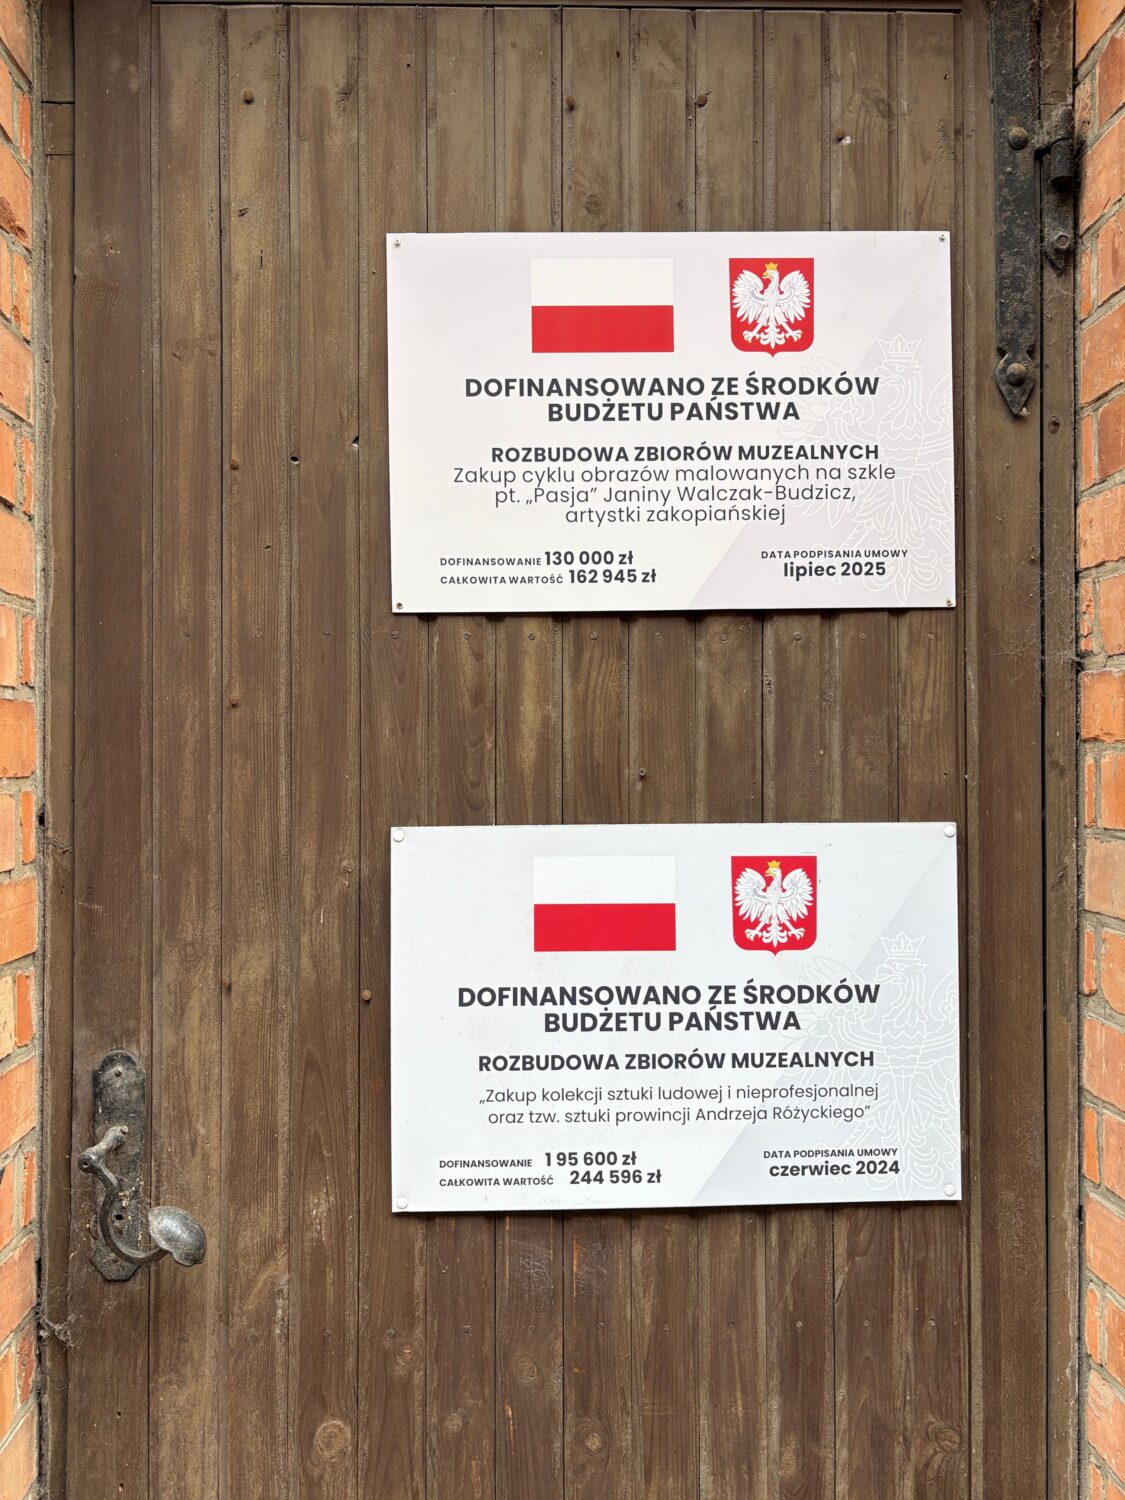 DOFINANSOWANO ZE ŚRODKÓW
BUDŻETU PAŃSTWA
ROZBUDOWA ZBIORÓW MUZEALNYCH
Zakup cyklu obrazów malowanych na szkle
pt. „Pasja” Janiny Walczak-Budzicz,
artystki zakopiańskiej
DOFINANSOWANIE 130 000 zł
CAŁKOWITA WARTOŚĆ 162 945 zł
DATA PODPISANIA UMOWY
lipiec 2025
DOFINANSOWANO ZE ŚRODKÓW
BUDŻETU PAŃSTWA
ROZBUDOWA ZBIORÓW MUZEALNYCH
„Zakup kolekcji sztuki ludowej i nieprofesjonalnej
oraz tzw. sztuki prowincji Andrzeja Różyckiego”
DOFINANSOWANIE 195 600 zł
CAŁKOWITA WARTOŚĆ 244 596 zł
DATA PODPISANIA UMOWY
czerwiec 2024